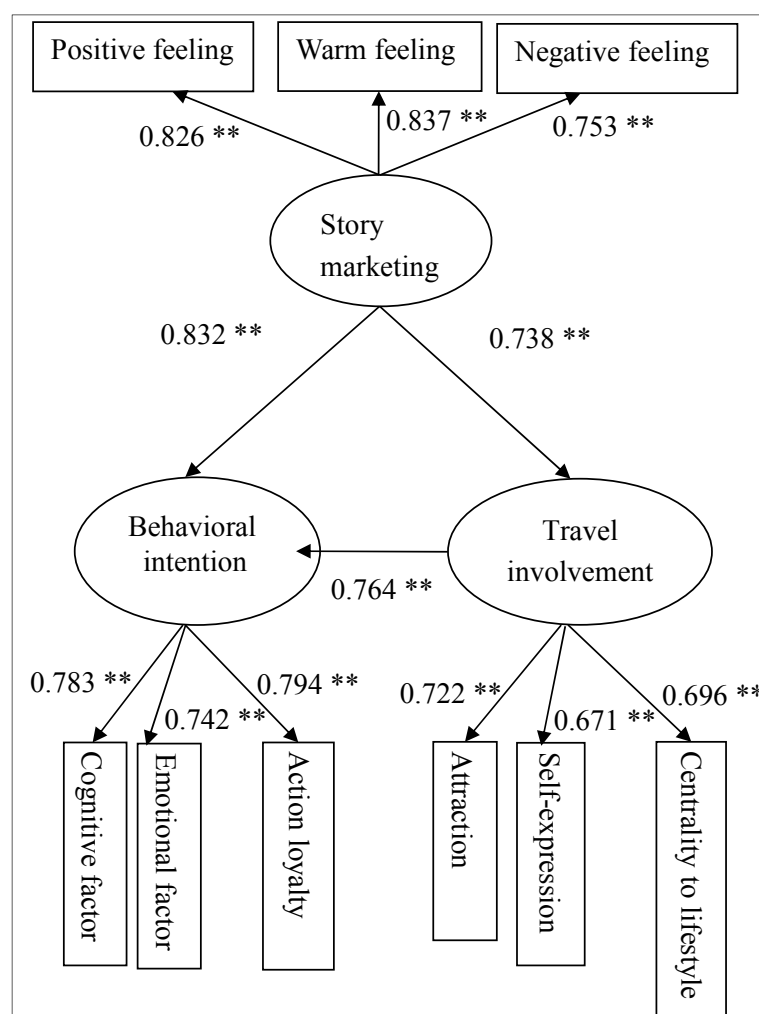 Positive feeling
Warm feeling
Negative feeling
0.826 **
0.837 **
0.753 **
Story
marketing
0.832 **
0.738 **
Behavioral
intention
Travel
involvement
0.764 **
0.783 **
0.742 **
0.794 **
0.722 **
0.671 **
0.696 **
Cognitive factor
Emotional factor
Action loyalty
Attraction
Self-expression
Centrality to lifestyle